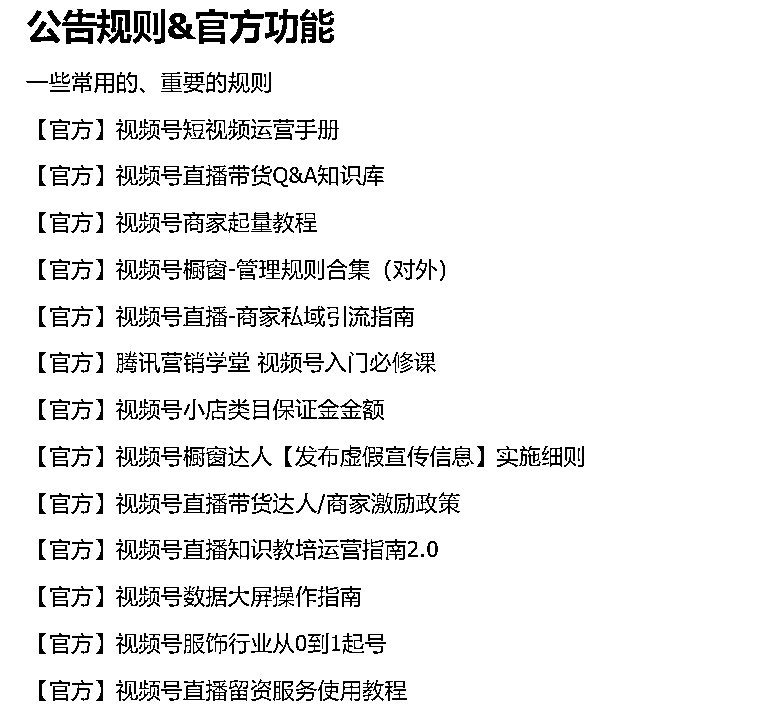 公告规则&官方功能
一些常用的、重要的规则
【官方】视频号短视频运营手册
【官方】视频号直播带货Q&A知识库
【官方】视频号商家起量教程
【官方】视频号橱窗-管理规则合集（对外）
【官方】视频号直播-商家私域引流指南
【官方】腾讯营销学堂 视频号入门必修课
【官方】视频号小店类目保证金金额
【官方】视频号橱窗达人【发布虚假宣传信息】实施细则
【官方】视频号直播带货达人/商家激励政策
【官方】视频号直播知识教培运营指南2.0
【官方】视频号数据大屏操作指南
【官方】视频号服饰行业从0到1起号
【官方】视频号直播留资服务使用教程